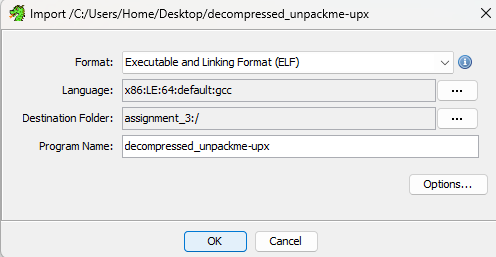 Import /C:/Users/Home/Desktop/decompressed_unpackme-upx
Format: Executable and Linking Format (ELF)
Language: x86:LE:64:default:gcc ...
Destination Folder: assignment_3:/ ...
Program Name: decompressed_unpackme-upx
Options...
OK Cancel